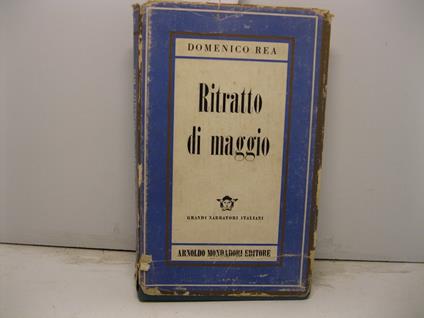 DOMENICO REA
Ritratto
di maggio
GRANDI NARRATORI ITALIANI
ARNOLDO MONDADORI EDITORE